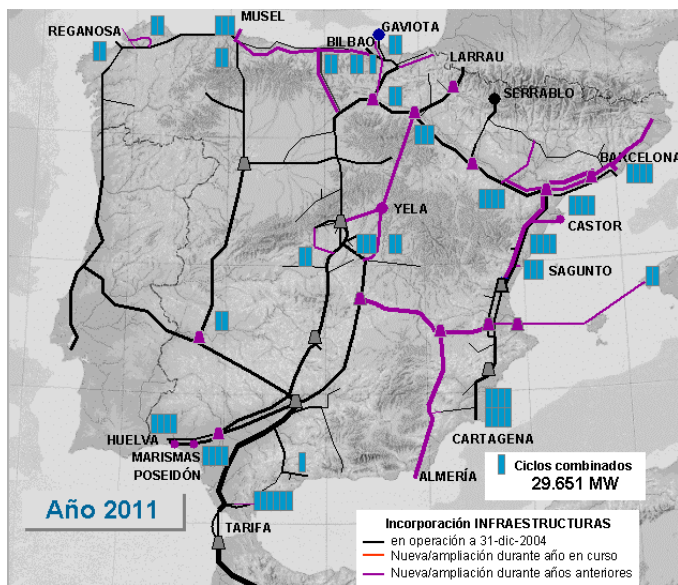 MUSEL
GAVIOTA
REGANOSA
BILBAO
LARRAU
SERRABLO
BARCELONA
YELA
CASTOR
SAGUNTO
HUELVA
MARISMAS
POSEIDÓN
CARTAGENA
ALMERÍA
Ciclos combinados
29.651 MW
Año 2011
TARIFA
Incorporación INFRAESTRUCTURAS
en operación a 31-dic-2004
Nueva/ampliación durante año en curso
Nueva/ampliación durante años anteriores